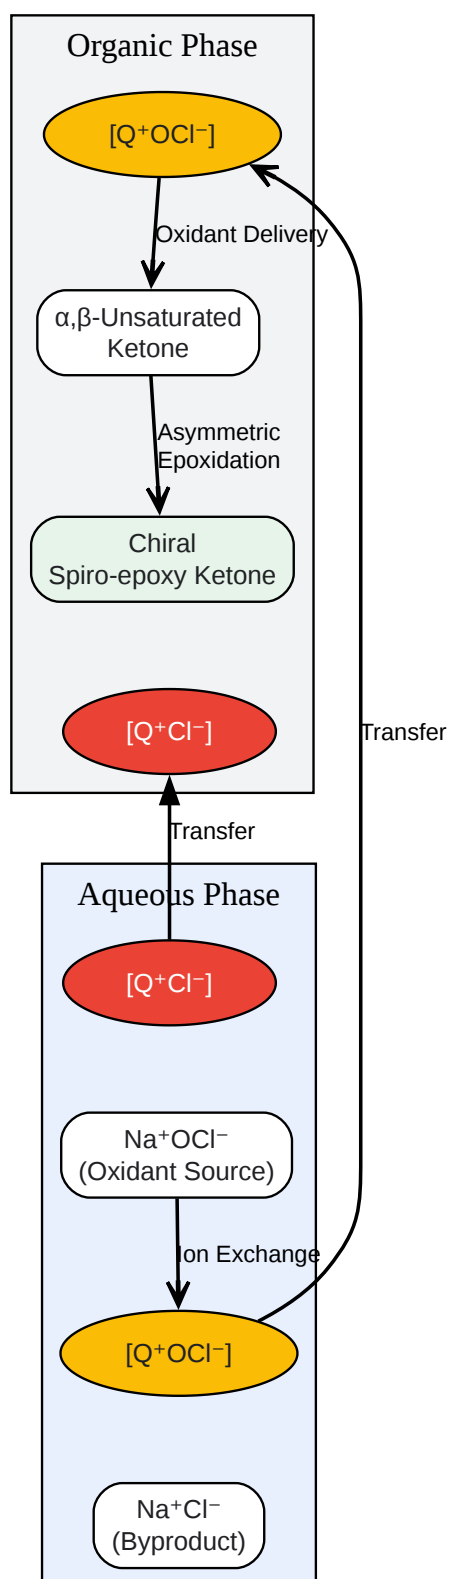 Organic Phase
[Q⁺OCl⁻]
Oxidant Delivery
α,β-Unsaturated
Ketone
Asymmetric
Epoxidation
Chiral
Spiro-epoxy Ketone
[Q⁺Cl⁻]
Transfer
Transfer
Aqueous Phase
[Q⁺Cl⁻]
Na⁺OCl⁻
(Oxidant Source)
Ion Exchange
[Q⁺OCl⁻]
Na⁺Cl⁻
(Byproduct)